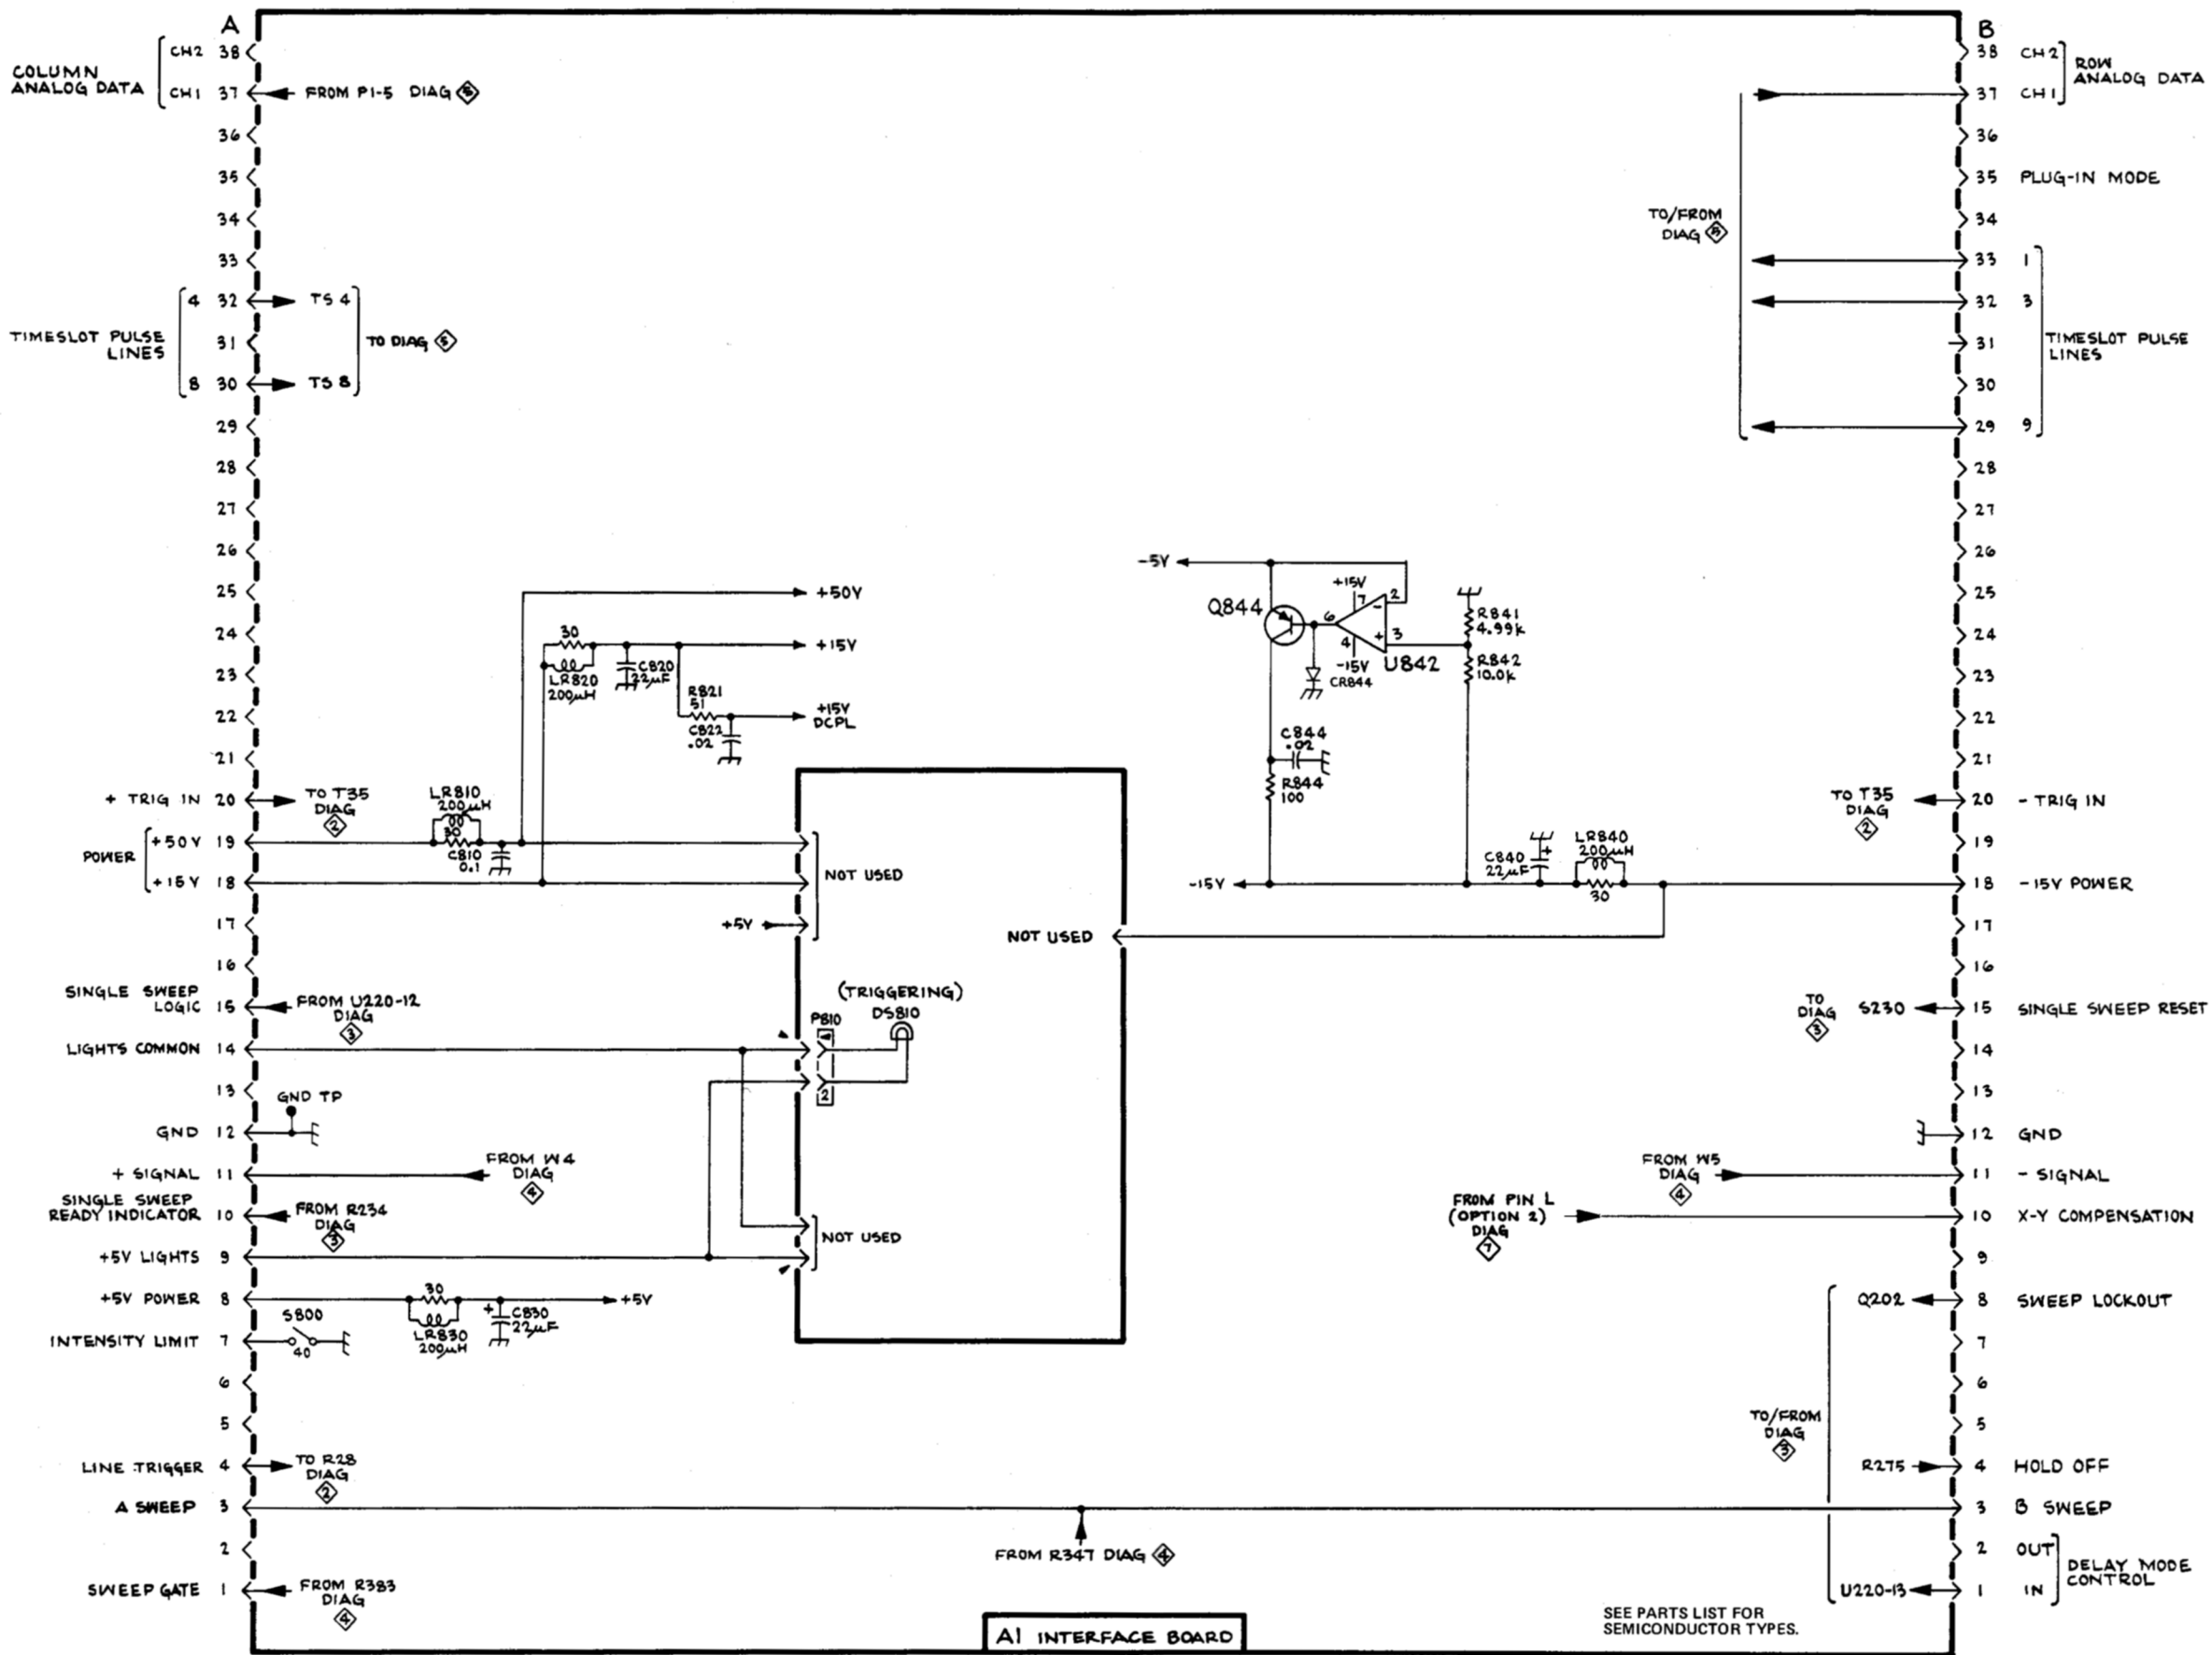 A
CH2 38
COLUMN
ANALOG DATA
CH1 37
FROM P1-5 DIAG 5
36
35
34
33
4 32
TS 4
TIMESLOT PULSE
LINES
31
TO DIAG 5
8 30
TS 8
29
28
27
26
25
24
23
22
21
+ TRIG IN 20
TO T35
DIAG
2
POWER
+50V 19
+15V 18
17
16
SINGLE SWEEP
LOGIC 15
FROM U220-12
DIAG
3
LIGHTS COMMON 14
13
GND TP
GND 12
+ SIGNAL 11
FROM W4
DIAG
4
SINGLE SWEEP
READY INDICATOR 10
FROM R234
DIAG
3
+5V LIGHTS 9
+5V POWER 8
INTENSITY LIMIT 7
S800
40
6
5
LINE TRIGGER 4
TO R28
DIAG
2
A SWEEP 3
2
SWEEP GATE 1
FROM R383
DIAG
4
+50V
30
+15V
LR820
200µH
C820
22µF
R821
51
+15V
DCPL
C822
.02
LR810
200µH
30
C810
0.1
NOT USED
+5V
NOT USED
(TRIGGERING)
DS810
P810
2
NOT USED
30
LR830
200µH
+
C830
22µF
+5V
-5V
Q844
+15V
7
2
-
6
+
3
4
-15V
U842
CR844
R841
4.99k
R842
10.0k
C844
.02
R844
100
-15V
C840
22µF
+
LR840
200µH
30
FROM R347 DIAG 4
FROM W5
DIAG
4
FROM PIN L
(OPTION 2)
DIAG
7
B
38 CH2
ROW
ANALOG DATA
37 CH1
36
35 PLUG-IN MODE
34
TO/FROM
DIAG 5
33 1
32 3
31
TIMESLOT PULSE
LINES
30
29 9
28
27
26
25
24
23
22
21
TO T35
DIAG
2
20 - TRIG IN
19
18 -15V POWER
17
16
TO
DIAG
3
S230
15 SINGLE SWEEP RESET
14
13
12 GND
11 - SIGNAL
10 X-Y COMPENSATION
9
Q202
8 SWEEP LOCKOUT
7
6
5
TO/FROM
DIAG
3
R275
4 HOLD OFF
3 B SWEEP
2 OUT
DELAY MODE
CONTROL
U220-13
1 IN
SEE PARTS LIST FOR
SEMICONDUCTOR TYPES.
A1 INTERFACE BOARD